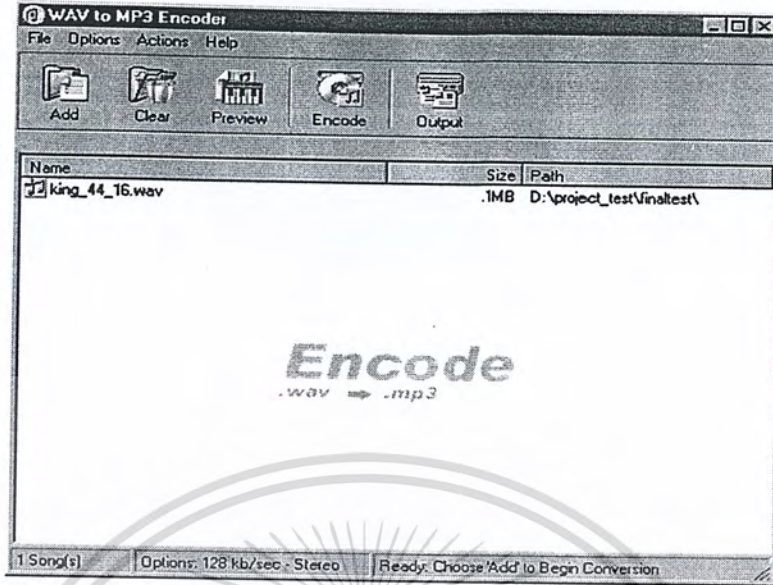 WAV to MP3 Encoder
File Options Actions Help
Add Clear Preview Encode Output
Name Size Path
king_44_16.wav .1MB D:\project_test\finaltest\
Encode
.wav ➡ .mp3
1 Song(s) Options: 128 kb/sec - Stereo Ready: Choose 'Add' to Begin Conversion